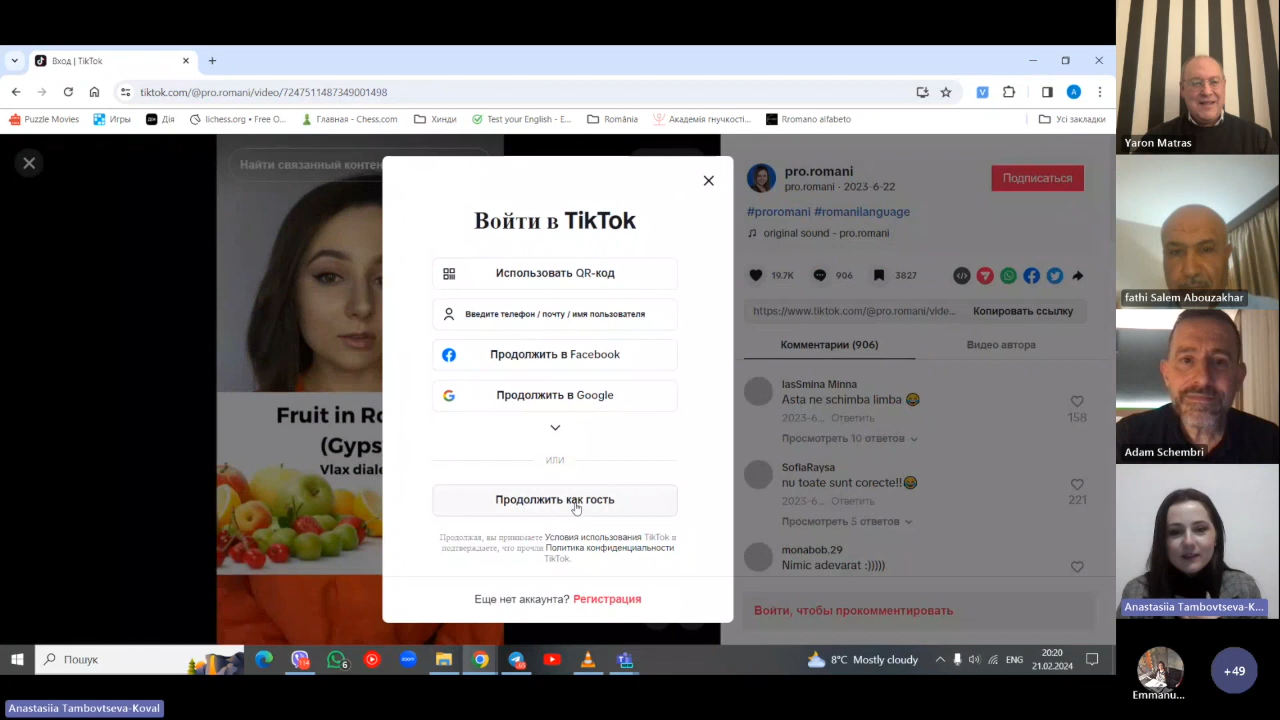 Вход | TikTok
tiktok.com/@pro.romani/video/7247511487349001498
Puzzle Movies
Игры
Дія
lichess.org • Free O...
Главная - Chess.com
Хинди
Test your English - E...
România
Академія гнучкості...
Rromano alfabeto
Усі закладки
Найти связанный контен
Fruit in Ro
(Gyps
Vlax diale
Войти в TikTok
Использовать QR-код
Введите телефон / почту / имя пользователя
Продолжить в Facebook
Продолжить в Google
ИЛИ
Продолжить как гость
Продолжая, вы принимаете Условия использования TikTok и
подтверждаете, что прочли Политика конфиденциальности
TikTok.
Еще нет аккаунта? Регистрация
pro.romani
pro.romani · 2023-6-22
Подписаться
#proromani #romanilanguage
original sound - pro.romani
19.7K
906
3827
https://www.tiktok.com/@pro.romani/vide...
Копировать ссылку
Комментарии (906)
Видео автора
IasSmina Minna
Asta ne schimba limba 😂
2023-6... Ответить
158
Просмотреть 10 ответов
SofiaRaysa
nu toate sunt corecte!!😂
2023-6... Ответить
221
Просмотреть 5 ответов
monabob.29
Nimic adevarat :)))))
Войти, чтобы прокомментировать
Пошук
6
8°C Mostly cloudy
ENG
20:20
21.02.2024
Yaron Matras
fathi Salem Abouzakhar
Adam Schembri
Anastasiia Tambovtseva-K...
Emmanu...
+49
Anastasiia Tambovtseva-Koval